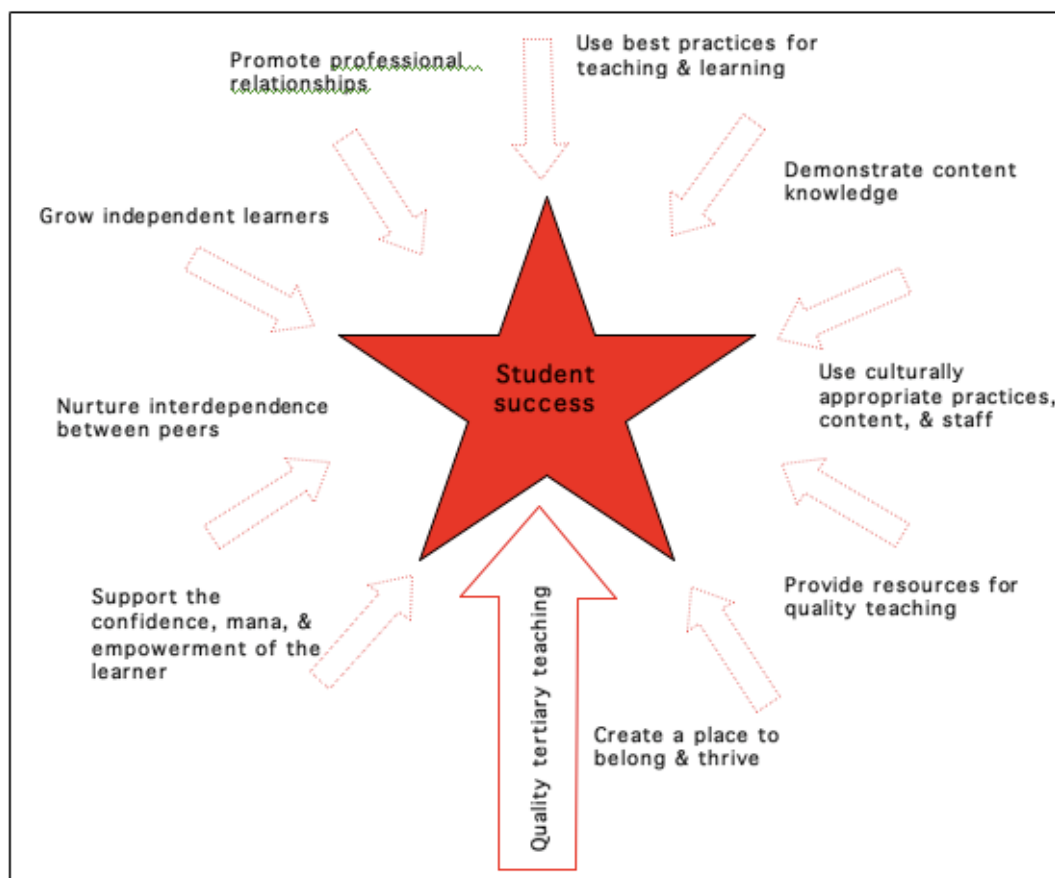 Promote professional
relationships
Use best practices for
teaching & learning
Demonstrate content
knowledge
Grow independent learners
Student
success
Use culturally
appropriate practices,
content, & staff
Nurture interdependence
between peers
Provide resources for
quality teaching
Support the
confidence, mana, &
empowerment of the
learner
Quality tertiary teaching
Create a place to
belong & thrive